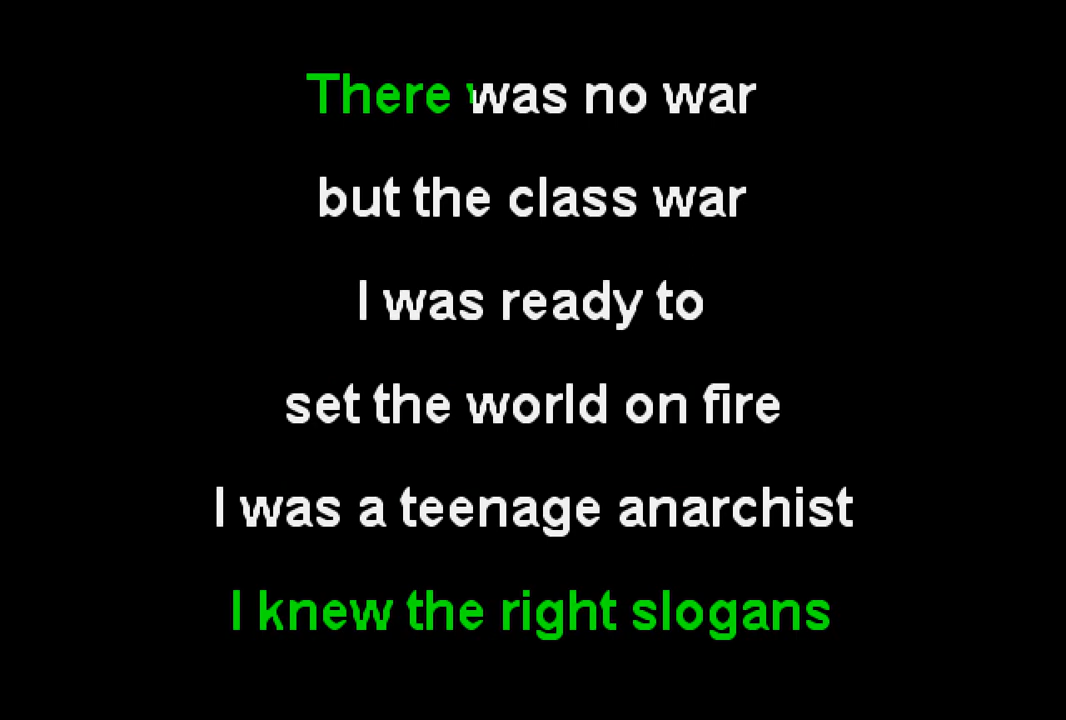 There was no war
but the class war
I was ready to
set the world on fire
I was a teenage anarchist
I knew the right slogans